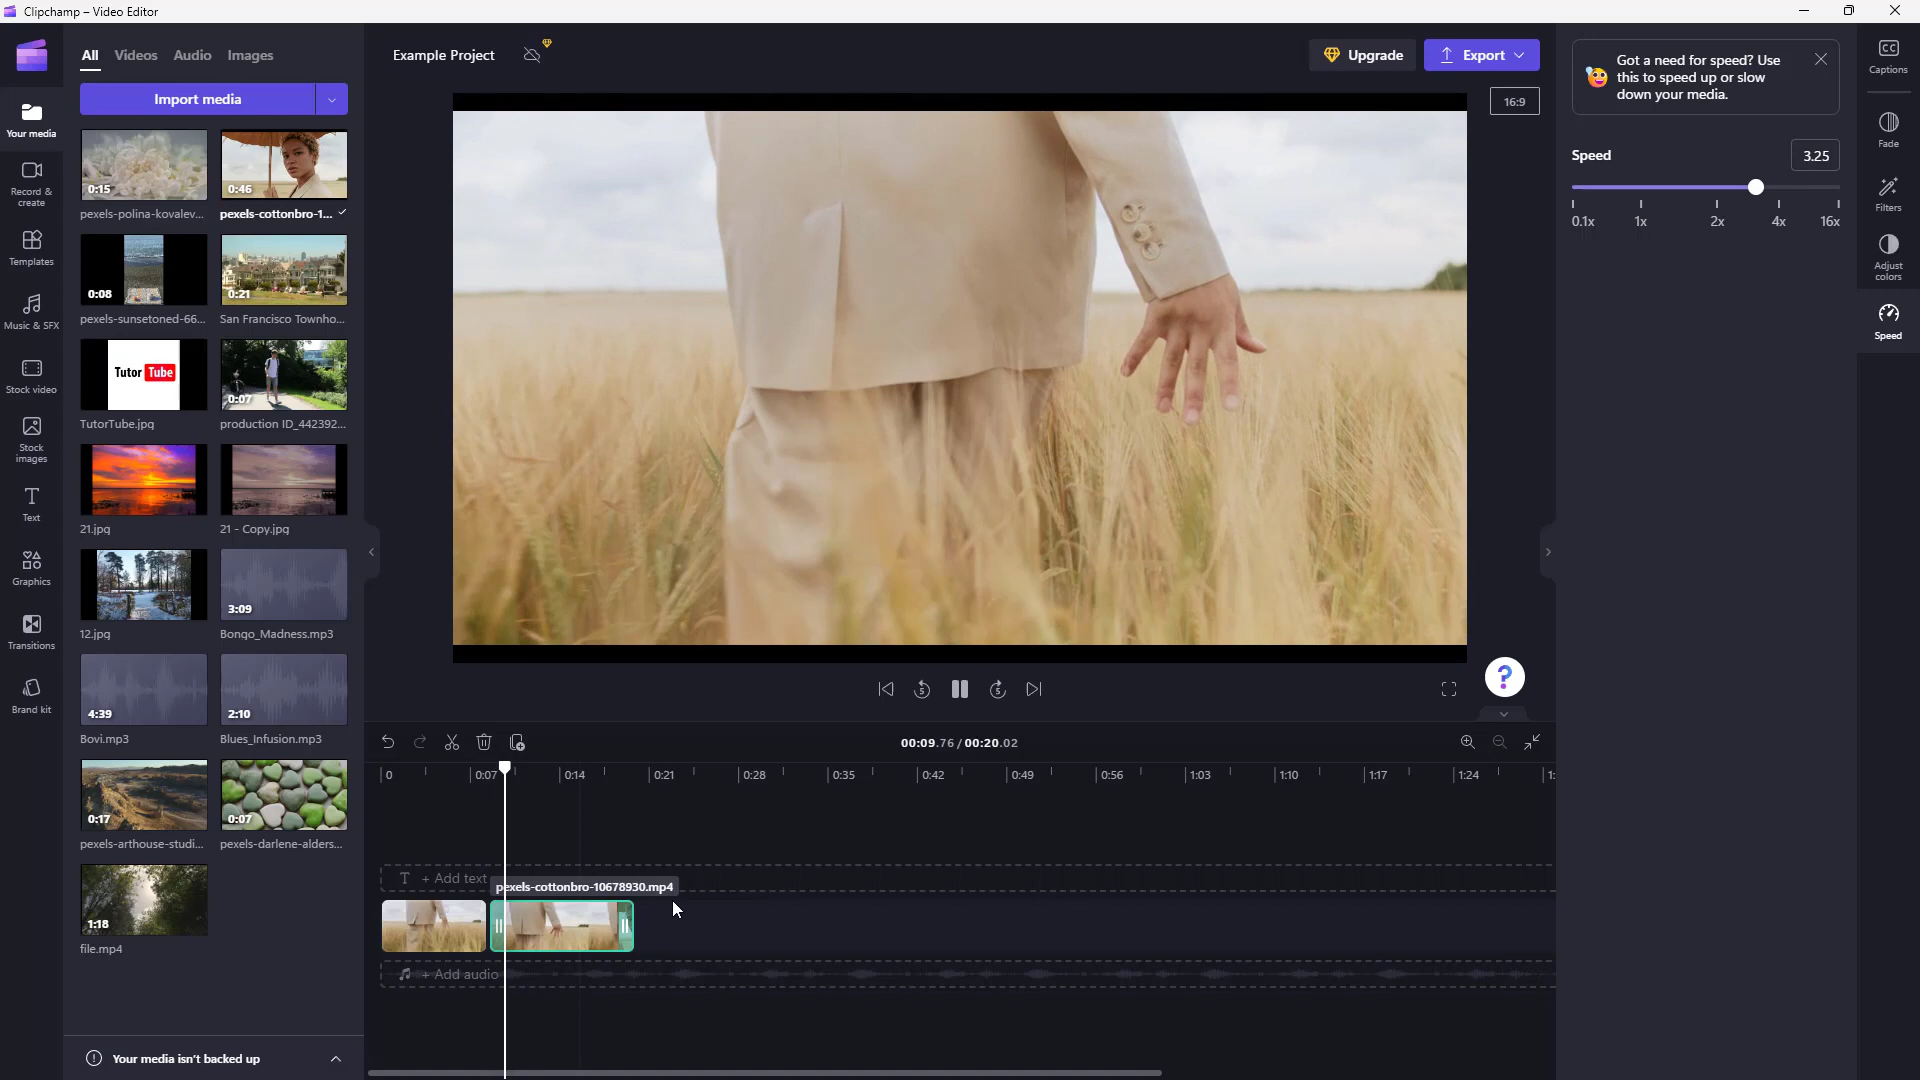 Clipchamp – Video Editor
All
Videos
Audio
Images
Import media
Your media
Record &
create
Templates
Music & SFX
Stock video
Stock
images
Text
Graphics
Transitions
Brand kit
0:15
pexels-polina-kovalev...
0:46
pexels-cottonbro-1...
0:08
pexels-sunsetoned-66...
0:21
San Francisco Townho...
Tutor Tube
TutorTube.jpg
0:07
production ID_442392...
21.jpg
21 - Copy.jpg
12.jpg
3:09
Bongo_Madness.mp3
4:39
Bovi.mp3
2:10
Blues_Infusion.mp3
0:17
pexels-arthouse-studi...
0:07
pexels-darlene-alders...
1:18
file.mp4
Your media isn't backed up
Example Project
Upgrade
Export
16:9
5
5
?
00:09.76 / 00:20.02
0
0:07
0:14
0:21
0:28
0:35
0:42
0:49
0:56
1:03
1:10
1:17
1:24
1:
T + Add text
pexels-cottonbro-10678930.mp4
+ Add audio
Got a need for speed? Use
this to speed up or slow
down your media.
Speed
3.25
0.1x
1x
2x
4x
16x
Captions
Fade
Filters
Adjust
colors
Speed